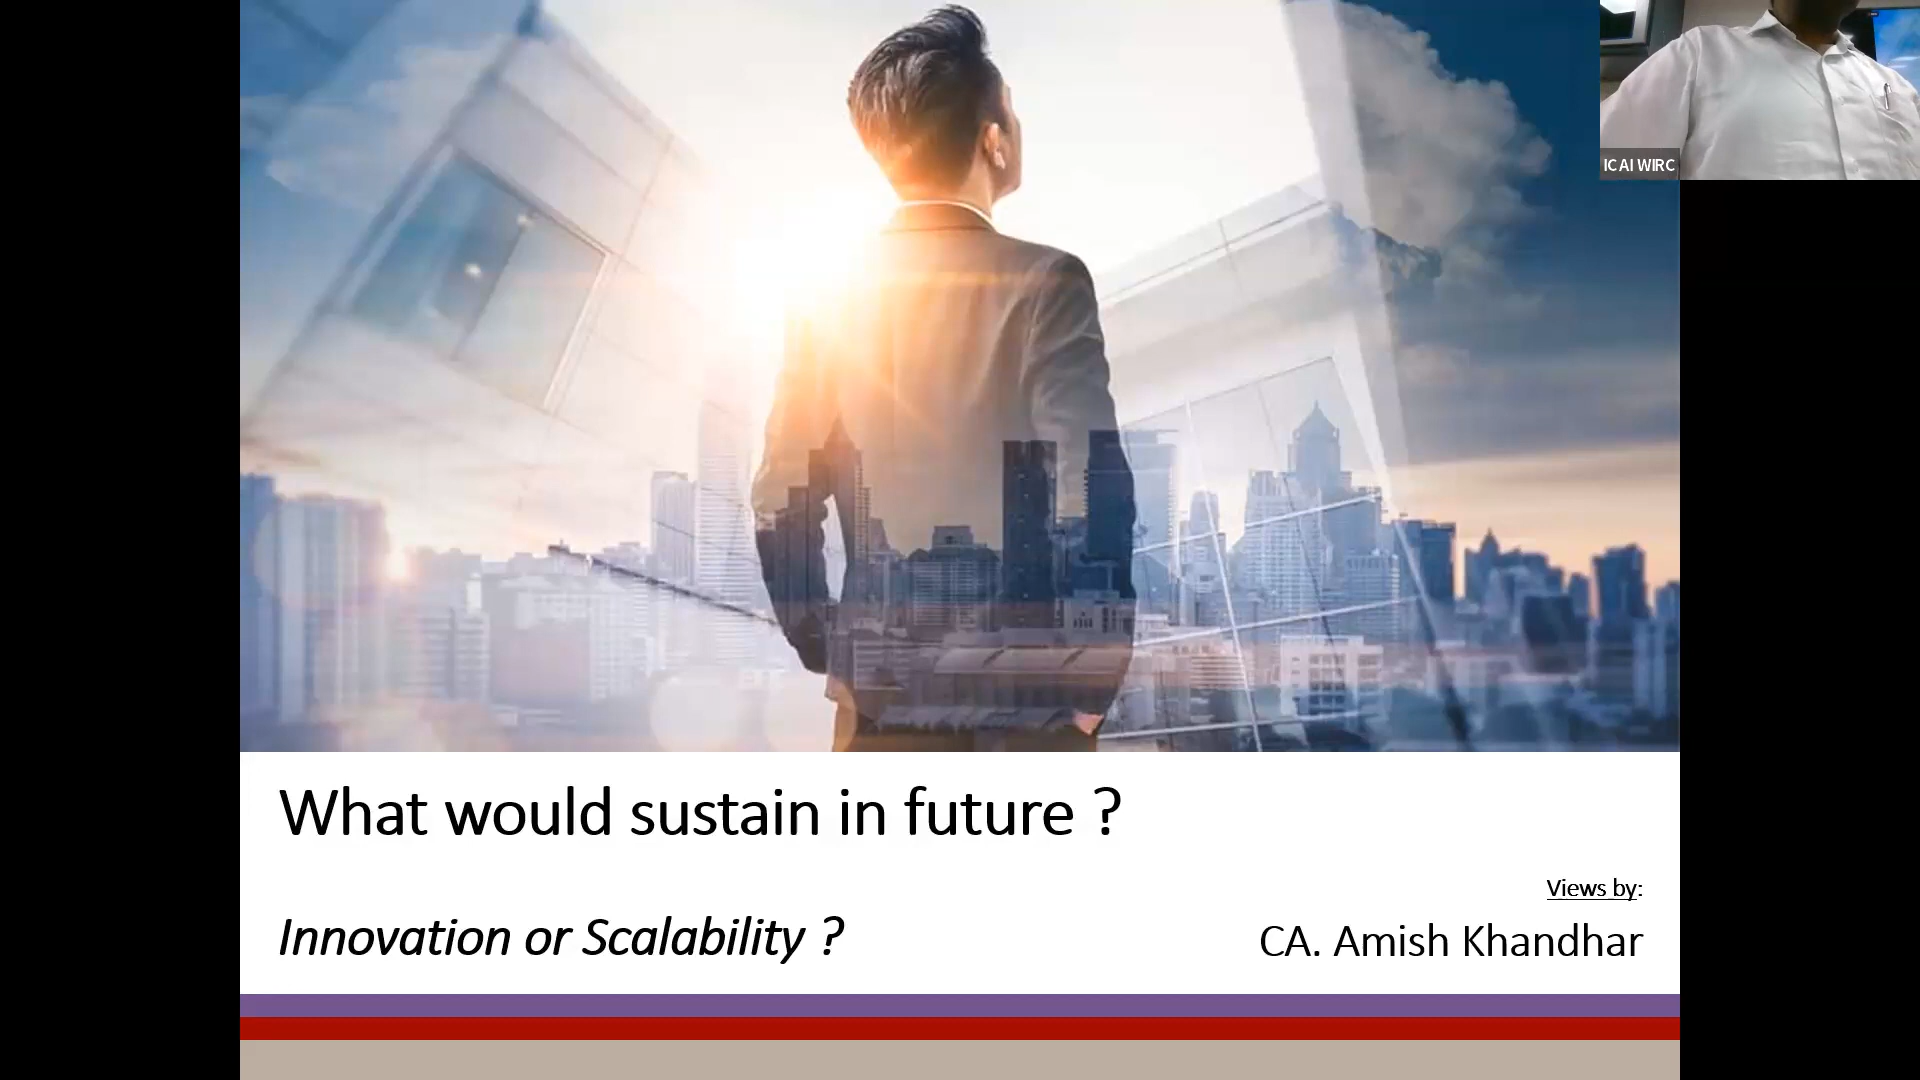 ICAI WIRC
What would sustain in future ?
Views by:
Innovation or Scalability ?
CA. Amish Khandhar